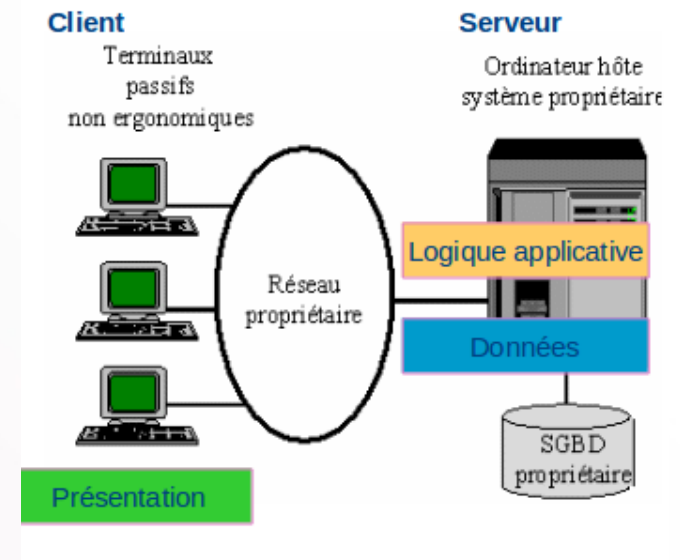 Client
Terminaux
passifs
non ergonomiques
Serveur
Ordinateur hôte
système propriétaire
Réseau
propriétaire
Logique applicative
Données
SGBD
propriétaire
Présentation